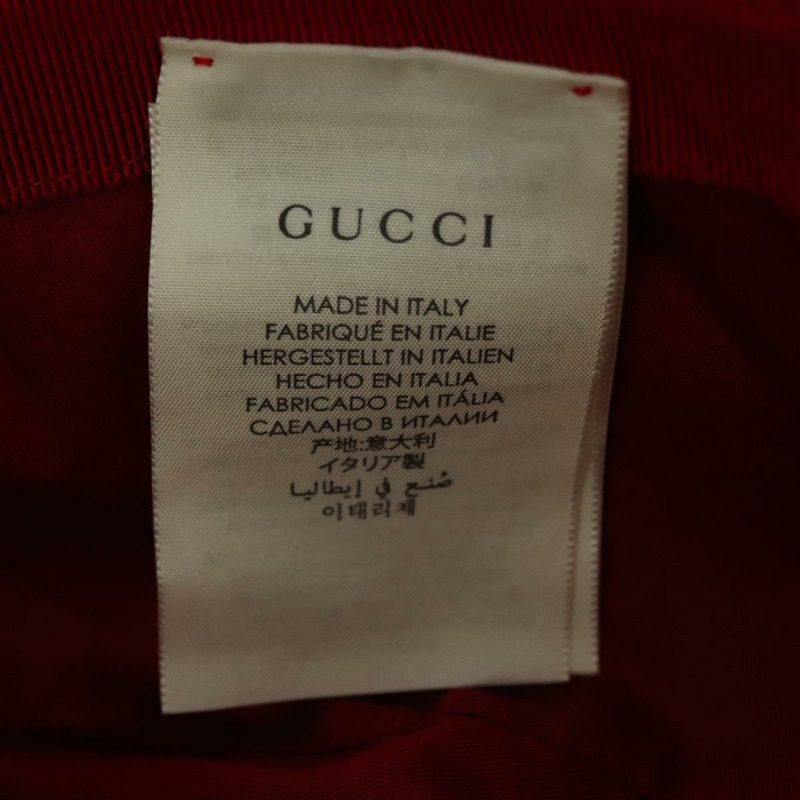 GUCCI
MADE IN ITALY
FABRIQUÉ EN ITALIE
HERGESTELLT IN ITALIEN
HECHO EN ITALIA
FABRICADO EM ITÁLIA
СДЕЛАНО В ИТАЛИИ
产地:意大利
イタリア製
صُنع في إيطاليا
이태리제